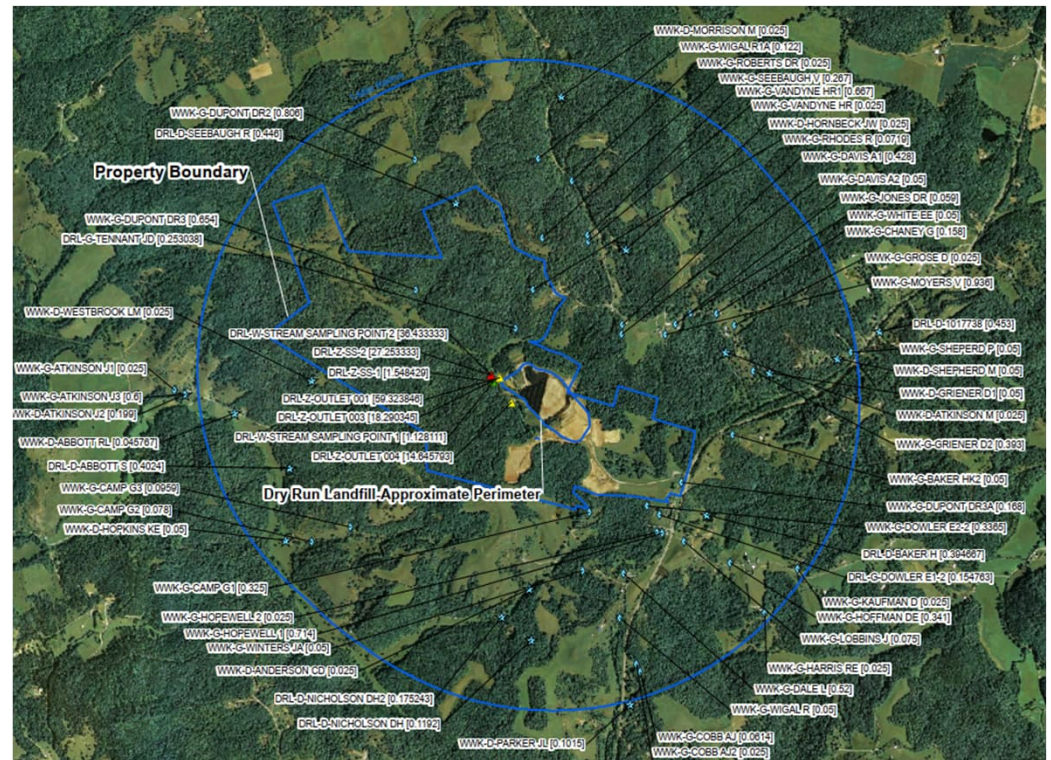 WWK-D-MORRISON M [0.025]
WWK-G-WIGAL R1A [0.122]
WWK-G-ROBERTS DR [0.025]
WWK-G-SEEBAUGH V [0.267]
WWK-G-VANDYNE HR1 [0.667]
WWK-G-VANDYNE HR [0.025]
WWK-D-HORNBECK JW [0.025]
WWK-G-RHODES R [0.0719]
WWK-G-DAVIS A1 [0.428]
WWK-G-DAVIS A2 [0.05]
WWK-G-JONES DR [0.059]
WWK-G-WHITE EE [0.05]
WWK-G-CHANEY G [0.158]
WWK-G-GROSE D [0.025]
WWK-G-MOYERS V [0.936]
DRL-D-1017738 [0.453]
WWK-G-SHEPERD P [0.05]
WWK-D-SHEPHERD M [0.05]
WWK-D-GRIENER D1 [0.05]
WWK-D-ATKINSON M [0.025]
WWK-G-GRIENER D2 [0.393]
WWK-G-BAKER HK2 [0.05]
WWK-G-DUPONT DR3A [0.168]
WWK-G-DOWLER E2-2 [0.3365]
DRL-D-BAKER H [0.394667]
DRL-G-DOWLER E1-2 [0.154763]
WWK-G-KAUFMAN D [0.025]
WWK-G-HOFFMAN DE [0.341]
WWK-G-LOBBINS J [0.075]
WWK-G-HARRIS RE [0.025]
WWK-G-DALE L [0.52]
WWK-G-WIGAL R [0.05]
WWK-G-COBB AJ [0.0614]
WWK-G-COBB AJ2 [0.025]
WWK-G-DUPONT DR2 [0.806]
DRL-D-SEEBAUGH R [0.446]
Property Boundary
WWK-G-DUPONT DR3 [0.654]
DRL-G-TENNANT JD [0.253038]
WWK-D-WESTBROOK LM [0.025]
DRL-W-STREAM SAMPLING POINT 2 [36.433333]
DRL-Z-SS-2 [27.253333]
DRL-Z-SS-1 [1.548429]
DRL-Z-OUTLET 001 [59.323846]
DRL-Z-OUTLET 003 [18.290345]
DRL-W-STREAM SAMPLING POINT 1 [1.128111]
DRL-Z-OUTLET 004 [14.645793]
Dry Run Landfill-Approximate Perimeter
WWK-G-ATKINSON J1 [0.025]
WWK-G-ATKINSON J3 [0.6]
WWK-D-ATKINSON J2 [0.199]
WWK-D-ABBOTT RL [0.045767]
DRL-D-ABBOTT S [0.4024]
WWK-G-CAMP G3 [0.0959]
WWK-G-CAMP G2 [0.078]
WWK-D-HOPKINS KE [0.05]
WWK-G-CAMP G1 [0.325]
WWK-G-HOPEWELL 2 [0.025]
WWK-G-HOPEWELL 1 [0.714]
WWK-G-WINTERS JA [0.05]
WWK-D-ANDERSON CD [0.025]
DRL-D-NICHOLSON DH2 [0.175243]
DRL-D-NICHOLSON DH [0.1192]
WWK-D-PARKER JL [0.1015]